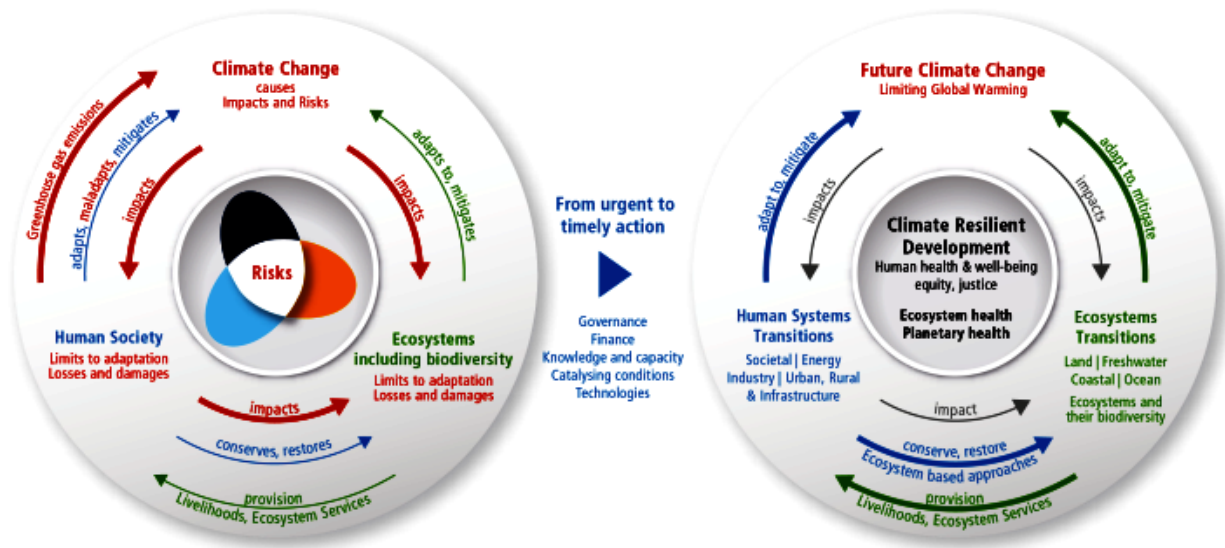 Climate Change
causes
Impacts and Risks
Greenhouse gas emissions
adapts, maladapts, mitigates
impacts
impacts
adapts to, mitigates
Risks
Human Society
Limits to adaptation
Losses and damages
Ecosystems
including biodiversity
Limits to adaptation
Losses and damages
impacts
conserves, restores
provision
Livelihoods, Ecosystem Services
From urgent to
timely action
Governance
Finance
Knowledge and capacity
Catalysing conditions
Technologies
Future Climate Change
Limiting Global Warming
adapt to, mitigate
impacts
impacts
adapt to, mitigate
Climate Resilient
Development
Human health & well-being
equity, justice
Ecosystem health
Planetary health
Human Systems
Transitions
Societal | Energy
Industry | Urban, Rural
& Infrastructure
Ecosystems
Transitions
Land | Freshwater
Coastal | Ocean
Ecosystems and
their biodiversity
impact
conserve, restore
Ecosystem based approaches
provision
Livelihoods, Ecosystem Services